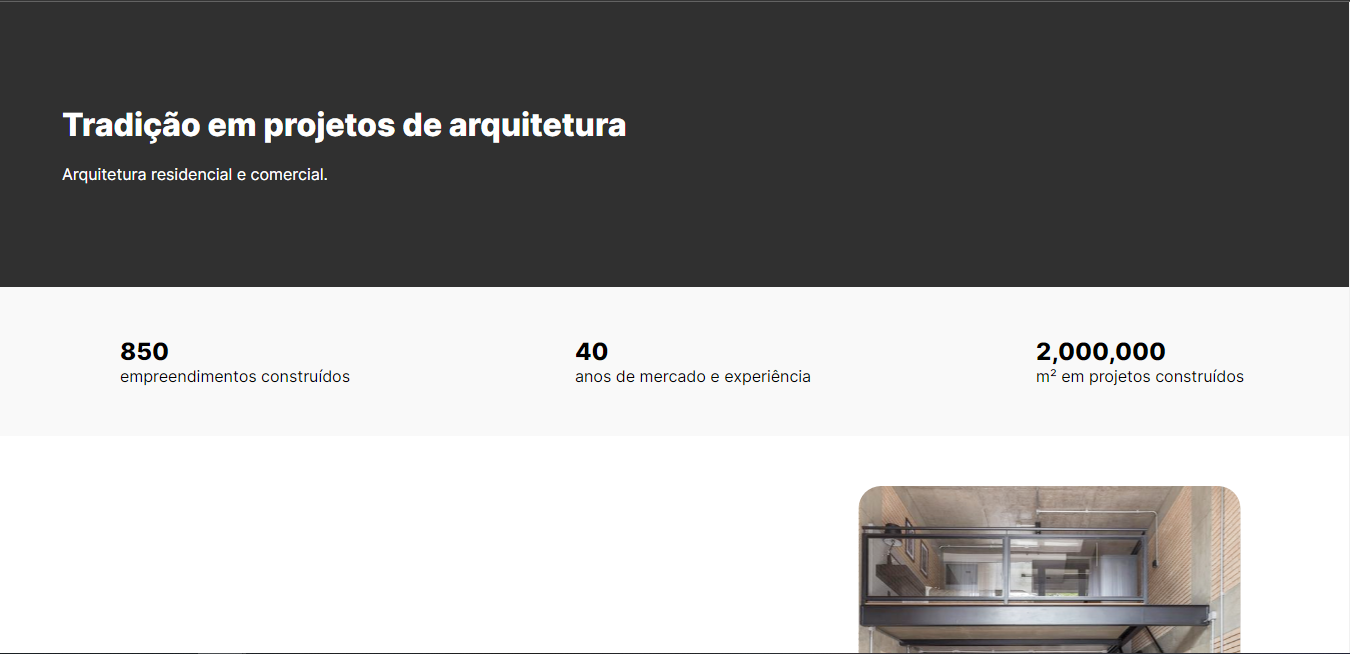 Tradição em projetos de arquitetura
Arquitetura residencial e comercial.
850
empreendimentos construídos
40
anos de mercado e experiência
2,000,000
m² em projetos construídos